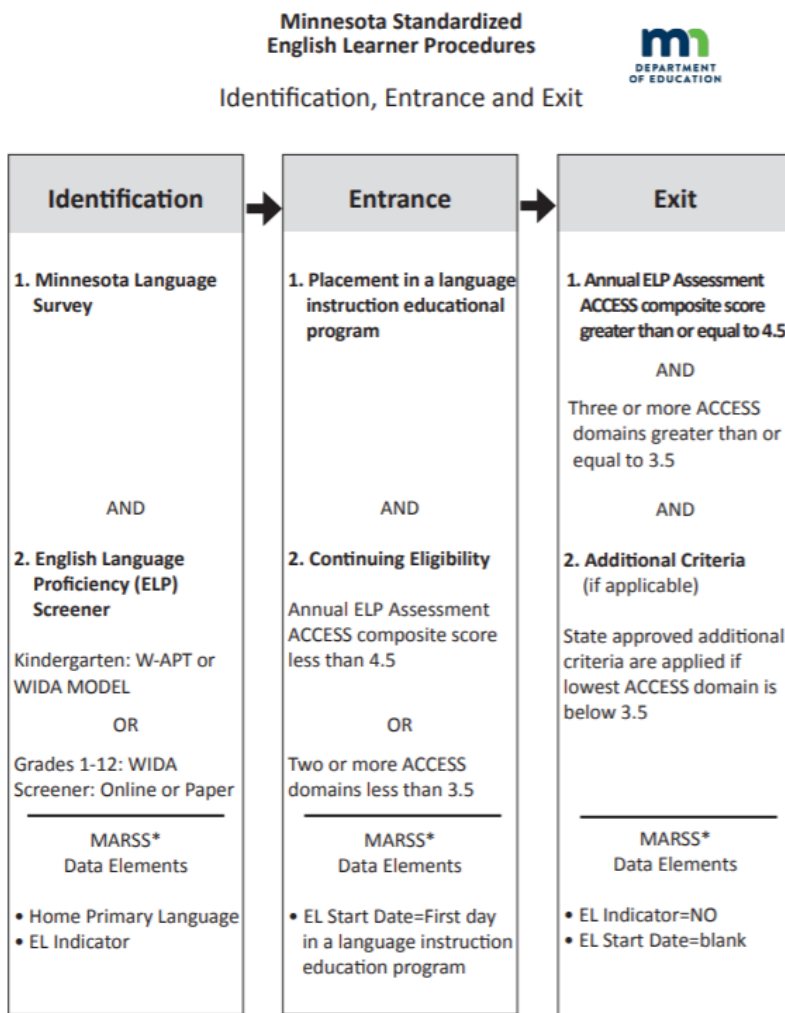 Minnesota Standardized
English Learner Procedures
Identification, Entrance and Exit
mn
DEPARTMENT
OF EDUCATION
Identification
1. Minnesota Language
Survey
AND
2. English Language
Proficiency (ELP)
Screener
Kindergarten: W-APT or
WIDA MODEL
OR
Grades 1-12: WIDA
Screener: Online or Paper
MARSS*
Data Elements
• Home Primary Language
• EL Indicator
Entrance
1. Placement in a language
instruction educational
program
AND
2. Continuing Eligibility
Annual ELP Assessment
ACCESS composite score
less than 4.5
OR
Two or more ACCESS
domains less than 3.5
MARSS*
Data Elements
• EL Start Date=First day
in a language instruction
education program
Exit
1. Annual ELP Assessment
ACCESS composite score
greater than or equal to 4.5
AND
Three or more ACCESS
domains greater than or
equal to 3.5
AND
2. Additional Criteria
(if applicable)
State approved additional
criteria are applied if
lowest ACCESS domain is
below 3.5
MARSS*
Data Elements
• EL Indicator=NO
• EL Start Date=blank